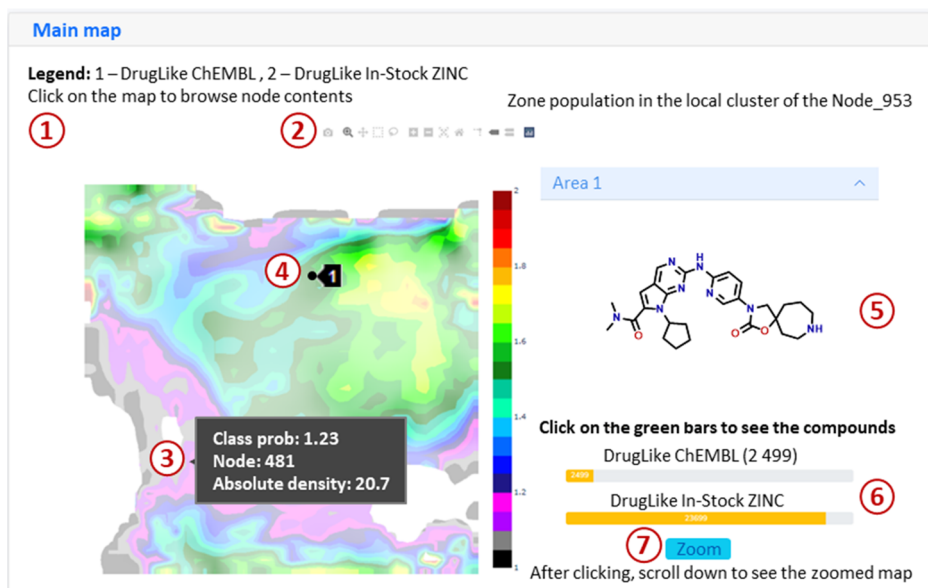 Main map
Legend: 1 – DrugLike ChEMBL , 2 – DrugLike In-Stock ZINC
Click on the map to browse node contents
Zone population in the local cluster of the Node_953
1
2
Area 1
2
1.8
1.6
1.4
1.2
1
4
1
N
N
H
N
N
N
N
N
O
O
O
NH
5
3
Class prob: 1.23
Node: 481
Absolute density: 20.7
Click on the green bars to see the compounds
DrugLike ChEMBL (2 499)
2499
DrugLike In-Stock ZINC
23699
6
7
Zoom
After clicking, scroll down to see the zoomed map